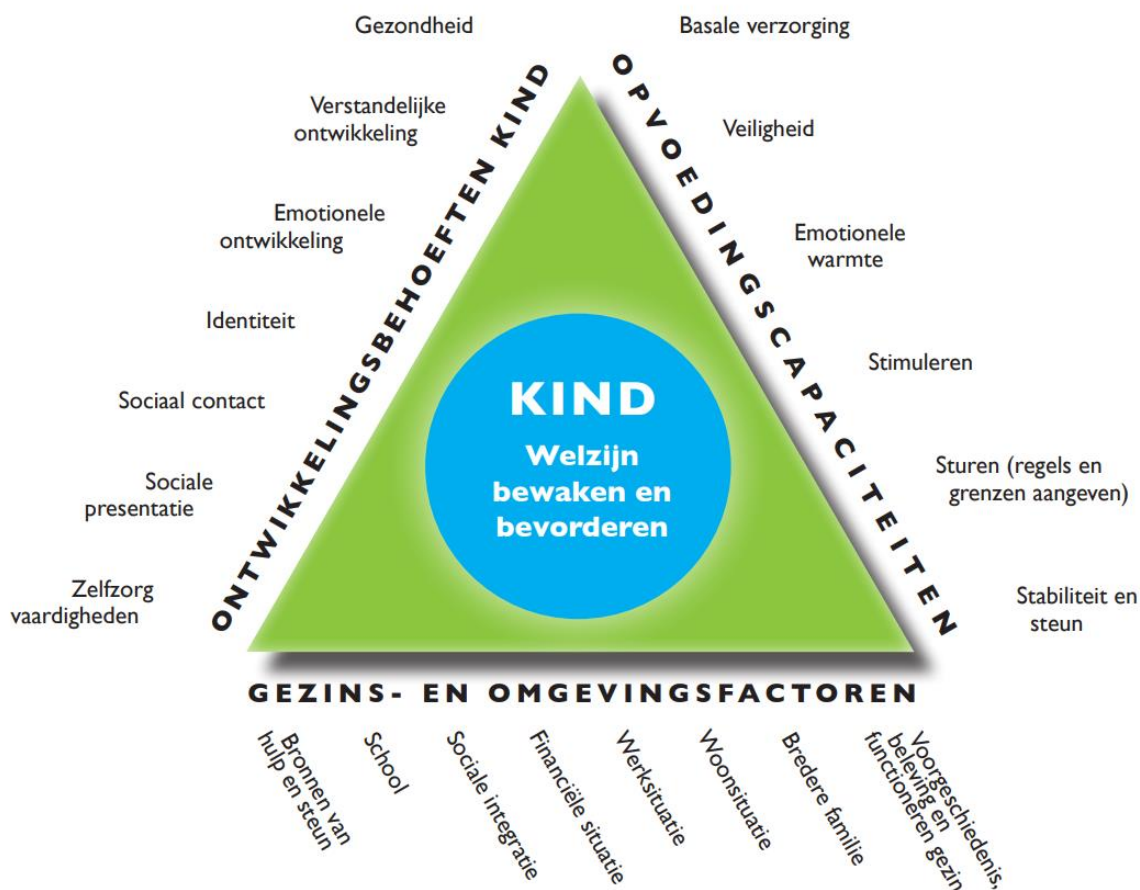 Gezondheid
Verstandelijke
ontwikkeling
Emotionele
ontwikkeling
Identiteit
Sociaal contact
Sociale
presentatie
Zelfzorg
vaardigheden
ONTWIKKELINGSBEHOEFTEN KIND
Basale verzorging
Veiligheid
Emotionele
warmte
Stimuleren
Sturen (regels en
grenzen aangeven)
Stabiliteit en
steun
OPVOEDINGSCAPACITEITEN
KIND
Welzijn
bewaken en
bevorderen
GEZINS- EN OMGEVINGSFACTOREN
Bronnen van
hulp en steun
School
Sociale integratie
Financiële situatie
Werksituatie
Woonsituatie
Bredere familie
Voorgeschiedenis,
beleving en
functioneren gezin